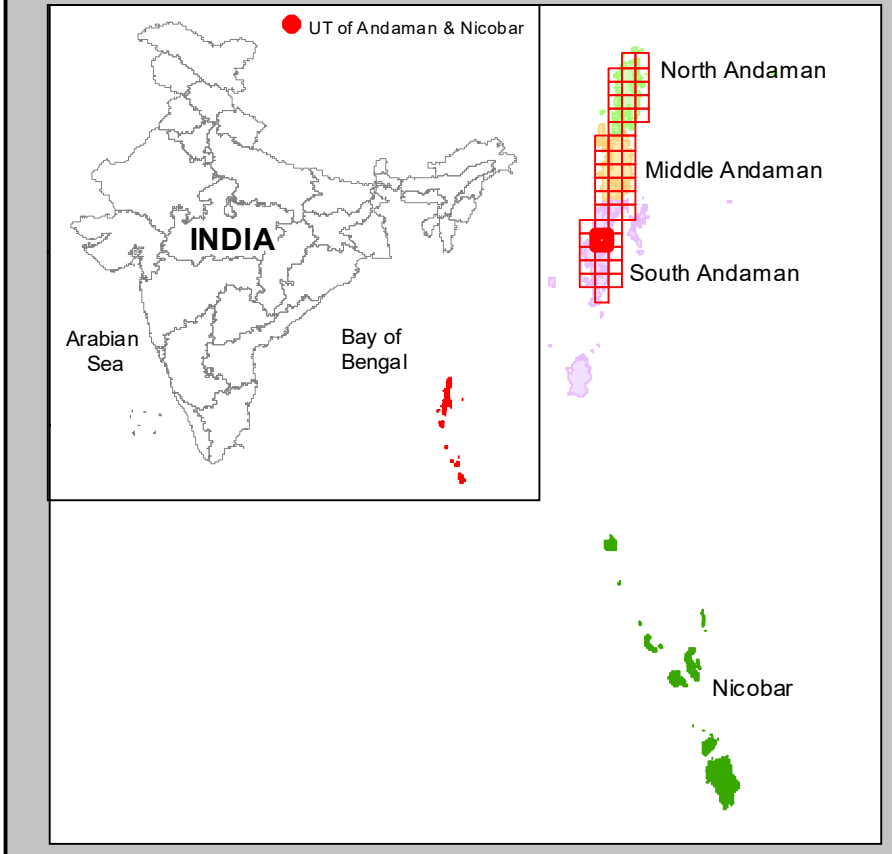 UT of Andaman & Nicobar
North Andaman
Middle Andaman
INDIA
South Andaman
Arabian
Sea
Bay of
Bengal
Nicobar